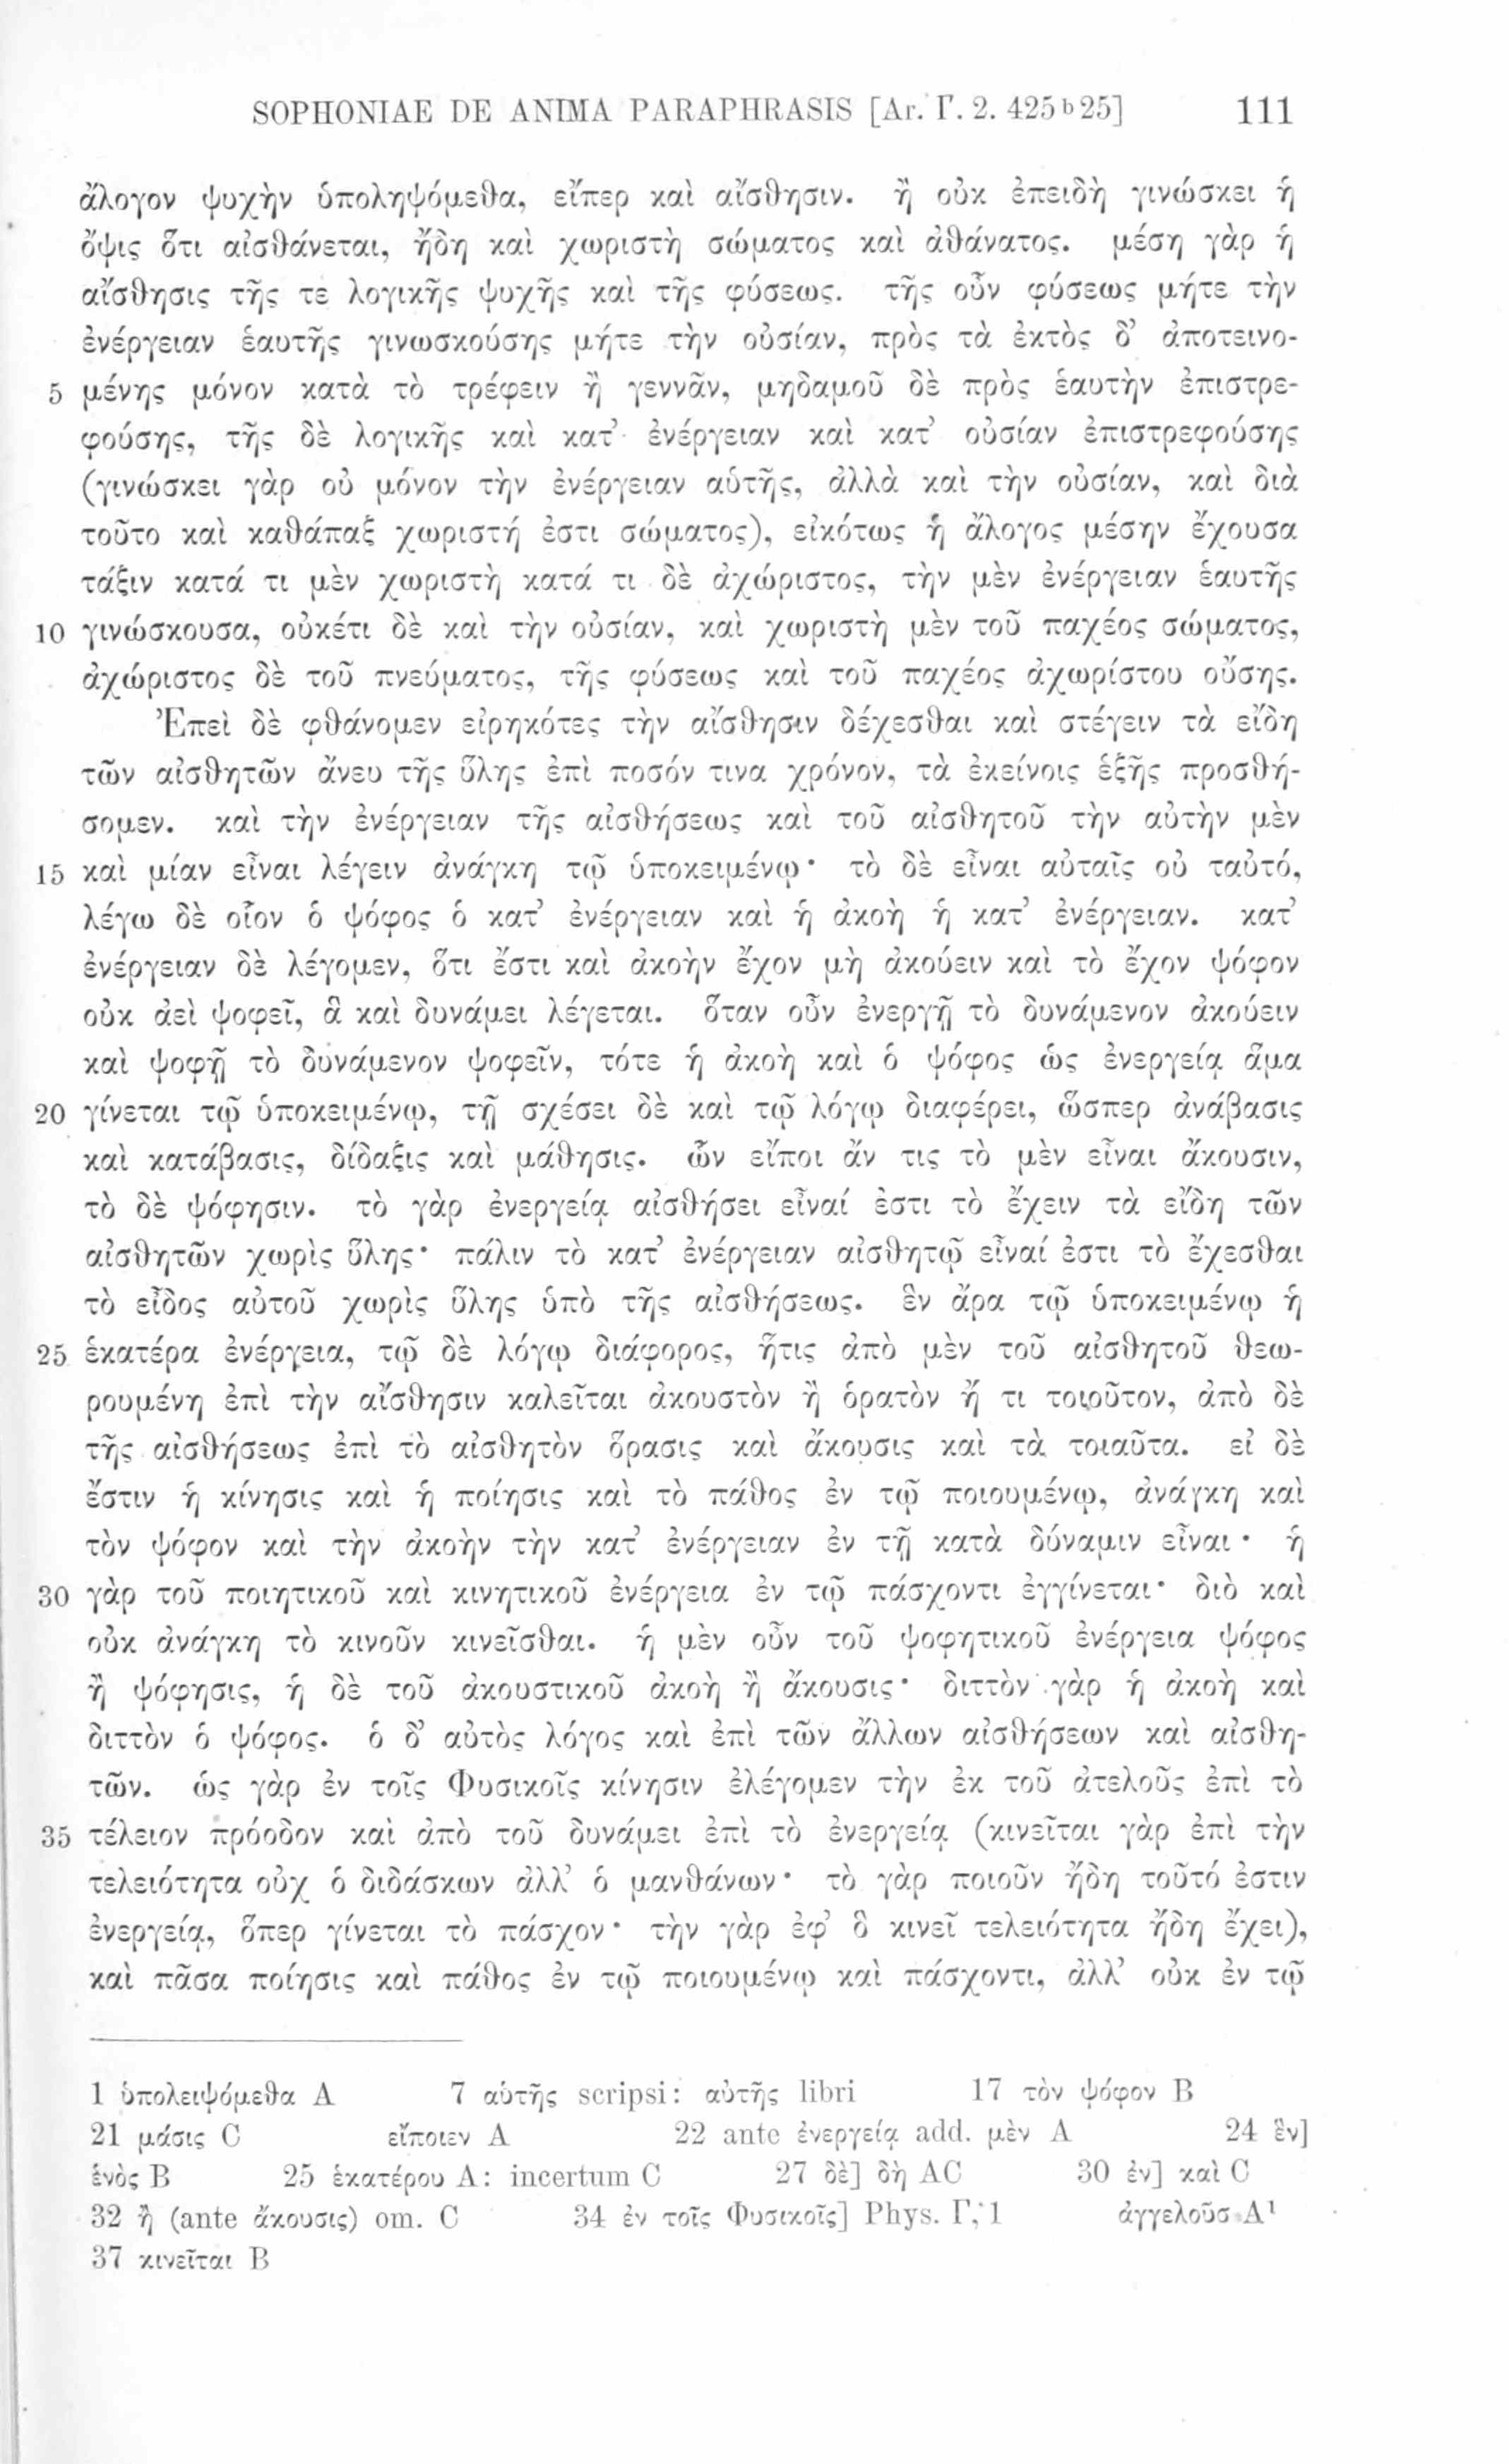 SOPHONIAE DE ANIMA PARAPHRASIS [Ar. Γ. 2. 425 b 25] 111
ἄλογον ψυχὴν ὑποληψόμεθα, εἴπερ καὶ αἴσθησιν. ἢ οὐκ ἐπειδὴ γινώσκει ἡ
ὄψις ὅτι αἰσθάνεται, ἤδη καὶ χωριστὴ σώματος καὶ ἀθάνατος. μέση γὰρ ἡ
αἴσθησις τῆς τε λογικῆς ψυχῆς καὶ τῆς φύσεως. τῆς οὖν φύσεως μήτε τὴν
ἐνέργειαν ἑαυτῆς γινωσκούσης μήτε τὴν οὐσίαν, πρὸς τὰ ἐκτὸς δ’ ἀποτεινο-
5 μένης μόνον κατὰ τὸ τρέφειν ἢ γεννᾶν, μηδαμοῦ δὲ πρὸς ἑαυτὴν ἐπιστρε-
φούσης, τῆς δὲ λογικῆς καὶ κατ’ ἐνέργειαν καὶ κατ’ οὐσίαν ἐπιστρεφούσης
(γινώσκει γὰρ οὐ μόνον τὴν ἐνέργειαν αὑτῆς, ἀλλὰ καὶ τὴν οὐσίαν, καὶ διὰ
τοῦτο καὶ καθάπαξ χωριστή ἐστι σώματος), εἰκότως ἡ ἄλογος μέσην ἔχουσα
τάξιν κατά τι μὲν χωριστὴ κατά τι δὲ ἀχώριστος, τὴν μὲν ἐνέργειαν ἑαυτῆς
10 γινώσκουσα, οὐκέτι δὲ καὶ τὴν οὐσίαν, καὶ χωριστὴ μὲν τοῦ παχέος σώματος,
ἀχώριστος δὲ τοῦ πνεύματος, τῆς φύσεως καὶ τοῦ παχέος ἀχωρίστου οὔσης.
Ἐπεὶ δὲ φθάνομεν εἰρηκότες τὴν αἴσθησιν δέχεσθαι καὶ στέγειν τὰ εἴδη
τῶν αἰσθητῶν ἄνευ τῆς ὕλης ἐπὶ ποσόν τινα χρόνον, τὰ ἐκείνοις ἑξῆς προσθή-
σομεν. καὶ τὴν ἐνέργειαν τῆς αἰσθήσεως καὶ τοῦ αἰσθητοῦ τὴν αὐτὴν μὲν
15 καὶ μίαν εἶναι λέγειν ἀνάγκη τῷ ὑποκειμένῳ· τὸ δὲ εἶναι αὐταῖς οὐ ταὐτό,
λέγω δὲ οἷον ὁ ψόφος ὁ κατ’ ἐνέργειαν καὶ ἡ ἀκοὴ ἡ κατ’ ἐνέργειαν. κατ’
ἐνέργειαν δὲ λέγομεν, ὅτι ἔστι καὶ ἀκοὴν ἔχον μὴ ἀκούειν καὶ τὸ ἔχον ψόφον
οὐκ ἀεὶ ψοφεῖ, ἃ καὶ δυνάμει λέγεται. ὅταν οὖν ἐνεργῇ τὸ δυνάμενον ἀκούειν
καὶ ψοφῇ τὸ δυνάμενον ψοφεῖν, τότε ἡ ἀκοὴ καὶ ὁ ψόφος ὡς ἐνεργείᾳ ἅμα
20 γίνεται τῷ ὑποκειμένῳ, τῇ σχέσει δὲ καὶ τῷ λόγῳ διαφέρει, ὥσπερ ἀνάβασις
καὶ κατάβασις, δίδαξις καὶ μάθησις. ὧν εἴποι ἄν τις τὸ μὲν εἶναι ἄκουσιν,
τὸ δὲ ψόφησιν. τὸ γὰρ ἐνεργείᾳ αἰσθήσει εἶναί ἐστι τὸ ἔχειν τὰ εἴδη τῶν
αἰσθητῶν χωρὶς ὕλης· πάλιν τὸ κατ’ ἐνέργειαν αἰσθητῷ εἶναί ἐστι τὸ ἔχεσθαι
τὸ εἶδος αὐτοῦ χωρὶς ὕλης ὑπὸ τῆς αἰσθήσεως. ἓν ἄρα τῷ ὑποκειμένῳ ἡ
25 ἑκατέρα ἐνέργεια, τῷ δὲ λόγῳ διάφορος, ἥτις ἀπὸ μὲν τοῦ αἰσθητοῦ θεω-
ρουμένη ἐπὶ τὴν αἴσθησιν καλεῖται ἀκουστὸν ἢ ὁρατὸν ἤ τι τοιοῦτον, ἀπὸ δὲ
τῆς αἰσθήσεως ἐπὶ τὸ αἰσθητὸν ὅρασις καὶ ἄκουσις καὶ τὰ τοιαῦτα. εἰ δὲ
ἔστιν ἡ κίνησις καὶ ἡ ποίησις καὶ τὸ πάθος ἐν τῷ ποιουμένῳ, ἀνάγκη καὶ
τὸν ψόφον καὶ τὴν ἀκοὴν τὴν κατ’ ἐνέργειαν ἐν τῇ κατὰ δύναμιν εἶναι· ἡ
30 γὰρ τοῦ ποιητικοῦ καὶ κινητικοῦ ἐνέργεια ἐν τῷ πάσχοντι ἐγγίνεται· διὸ καὶ
οὐκ ἀνάγκη τὸ κινοῦν κινεῖσθαι. ἡ μὲν οὖν τοῦ ψοφητικοῦ ἐνέργεια ψόφος
ἢ ψόφησις, ἡ δὲ τοῦ ἀκουστικοῦ ἀκοὴ ἢ ἄκουσις· διττὸν γὰρ ἡ ἀκοὴ καὶ
διττὸν ὁ ψόφος. ὁ δ’ αὐτὸς λόγος καὶ ἐπὶ τῶν ἄλλων αἰσθήσεων καὶ αἰσθη-
τῶν. ὡς γὰρ ἐν τοῖς Φυσικοῖς κίνησιν ἐλέγομεν τὴν ἐκ τοῦ ἀτελοῦς ἐπὶ τὸ
35 τέλειον πρόοδον καὶ ἀπὸ τοῦ δυνάμει ἐπὶ τὸ ἐνεργείᾳ (κινεῖται γὰρ ἐπὶ τὴν
τελειότητα οὐχ ὁ διδάσκων ἀλλ’ ὁ μανθάνων· τὸ γὰρ ποιοῦν ἤδη τοῦτό ἐστιν
ἐνεργείᾳ, ὅπερ γίνεται τὸ πάσχον· τὴν γὰρ ἐφ’ ὃ κινεῖ τελειότητα ἤδη ἔχει),
καὶ πᾶσα ποίησις καὶ πάθος ἐν τῷ ποιουμένῳ καὶ πάσχοντι, ἀλλ’ οὐκ ἐν τῷ
1 ὑπολειψόμεθα A 7 αὑτῆς scripsi: αὐτῆς libri 17 τὸν ψόφον B
21 μάσις C εἴποιεν A 22 ante ἐνεργείᾳ add. μὲν A 24 ἓν]
ἑνὸς B 25 ἑκατέρου A: incertum C 27 δὲ] δὴ AC 30 ἐν] καὶ C
32 ἢ (ante ἄκουσις) om. C 34 ἐν τοῖς Φυσικοῖς] Phys. Γ, 1 ἀγγελοῦσ A¹
37 κινεῖται B